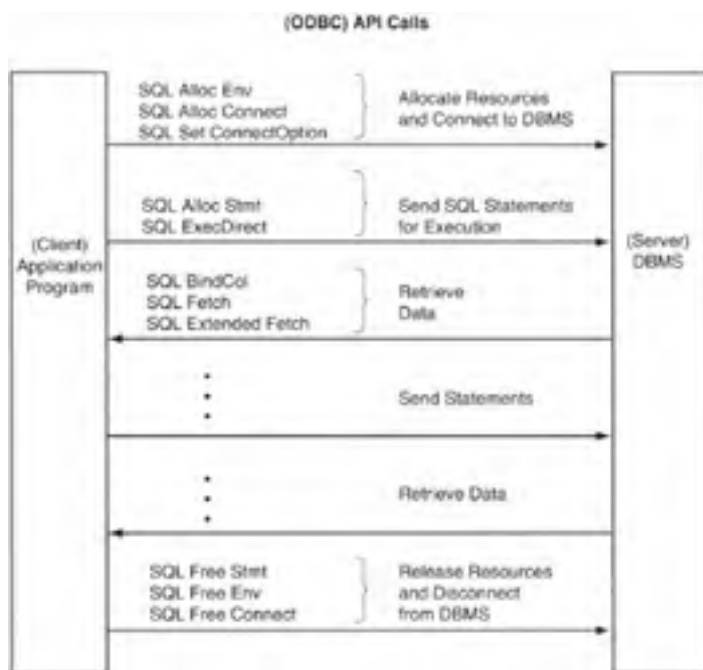 (ODBC) API Calls
SQL Alloc Env
SQL Alloc Connect
SQL Set ConnectOption
Allocate Resources
and Connect to DBMS
SQL Alloc Stmt
SQL ExecDirect
Send SQL Statements
for Execution
(Client)
Application
Program
(Server)
DBMS
SQL BindCol
SQL Fetch
SQL Extended Fetch
Retrieve
Data
Send Statements
Retrieve Data
SQL Free Stmt
SQL Free Env
SQL Free Connect
Release Resources
and Disconnect
from DBMS